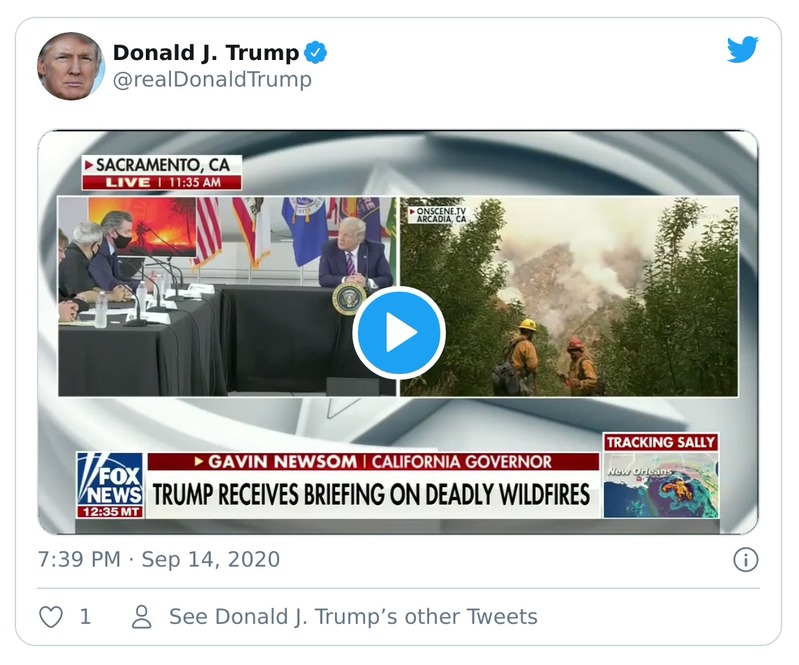 Donald J. Trump
@realDonaldTrump
SACRAMENTO, CA
LIVE | 11:35 AM
ONSCENE.TV
ARCADIA, CA
TRACKING SALLY
New Orleans
GAVIN NEWSOM | CALIFORNIA GOVERNOR
FOX
NEWS
12:35 MT
TRUMP RECEIVES BRIEFING ON DEADLY WILDFIRES
7:39 PM · Sep 14, 2020
1
See Donald J. Trump’s other Tweets